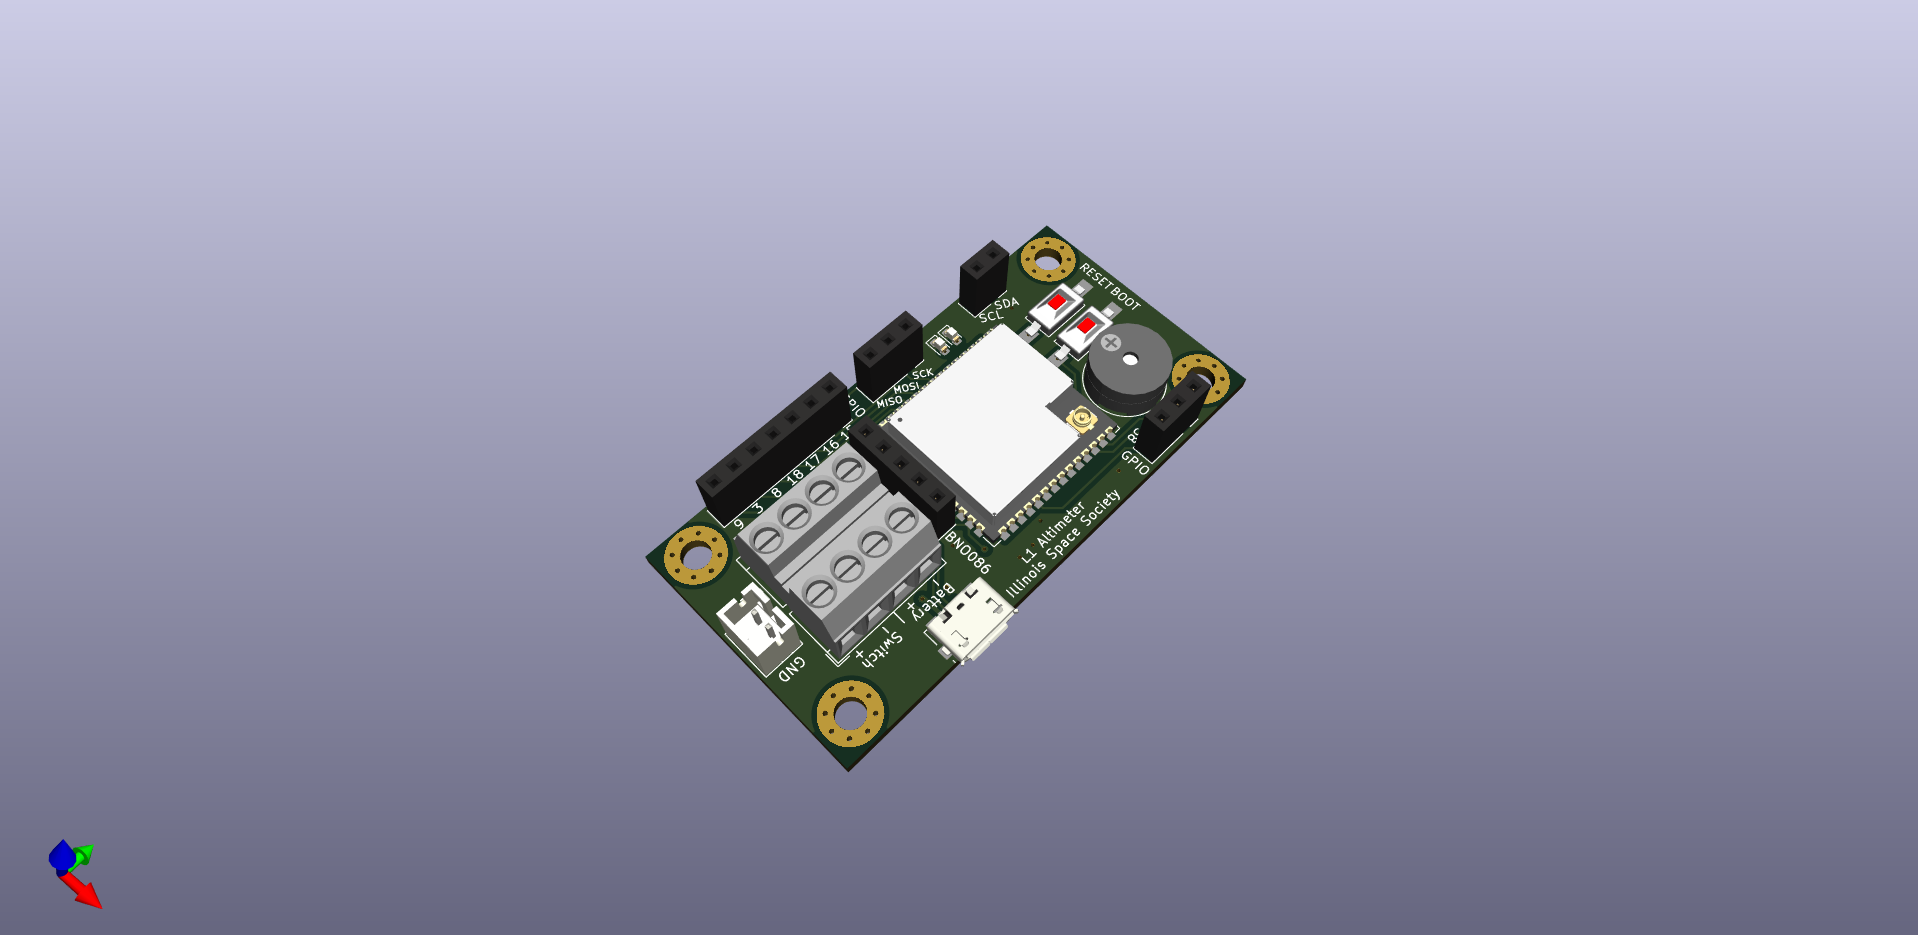 RESET BOOT
SDA
SCL
SCK
MOSI
MISO
9 3 8 18 17 16
GPIO
L1 Altimeter
Illinois Space Society
BNO086
- Battery +
- Switch +
GND